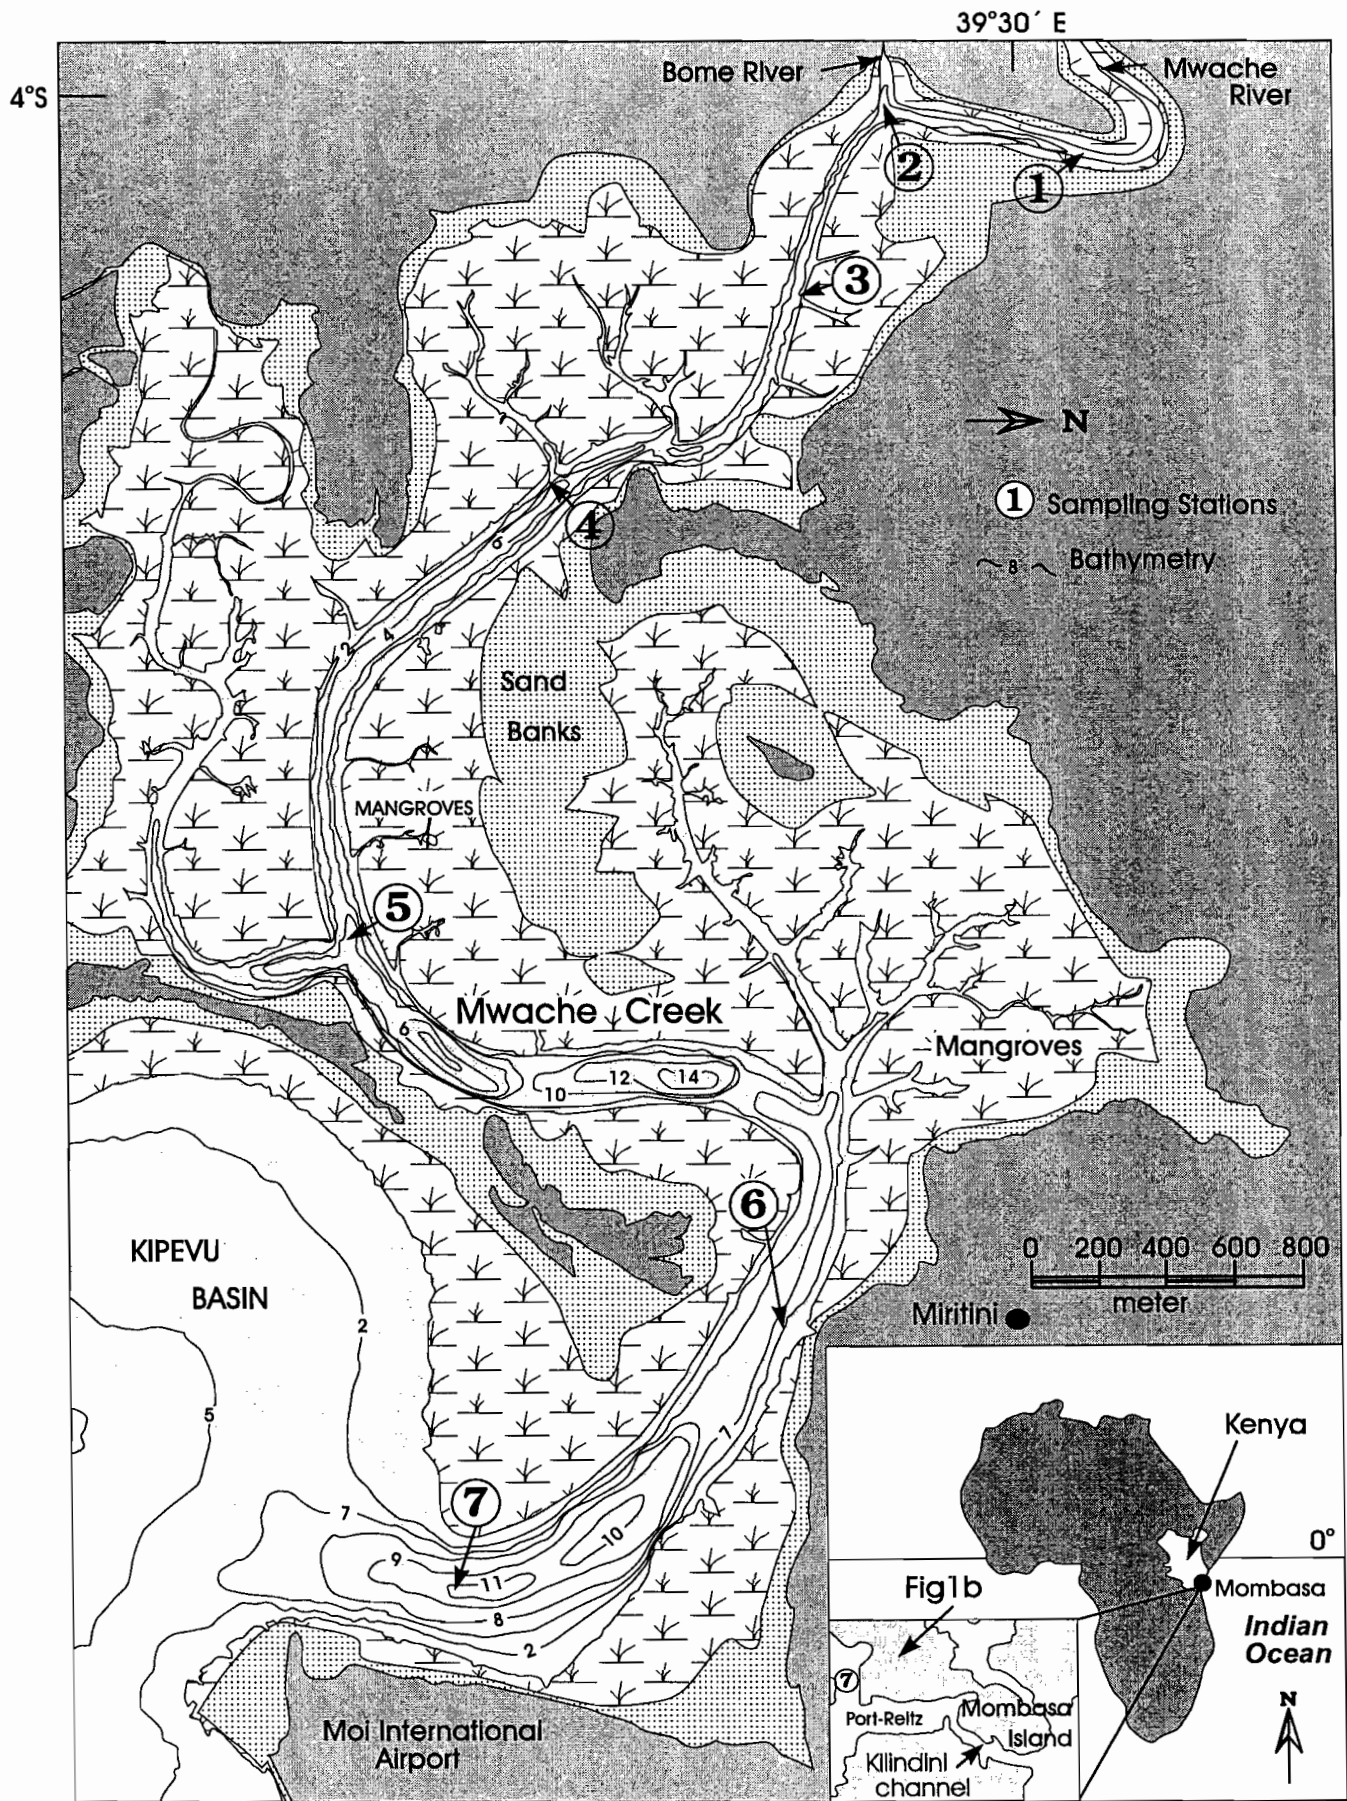 39°30´ E
Bome River
Mwache
River
4°S
2
1
3
N
1 Sampling Stations
8 Bathymetry
4
6
4
2
Sand
Banks
MANGROVES
5
Mwache Creek
6
Mangroves
12
14
10
6
KIPEVU
BASIN
0 200 400 600 800
meter
Miritini
2
5
7
7
7
10
9
11
8
2
Kenya
0°
Mombasa
Indian
Ocean
Fig1b
7
Port-Reitz
Mombasa
Island
Kilindini
channel
N
Moi International
Airport